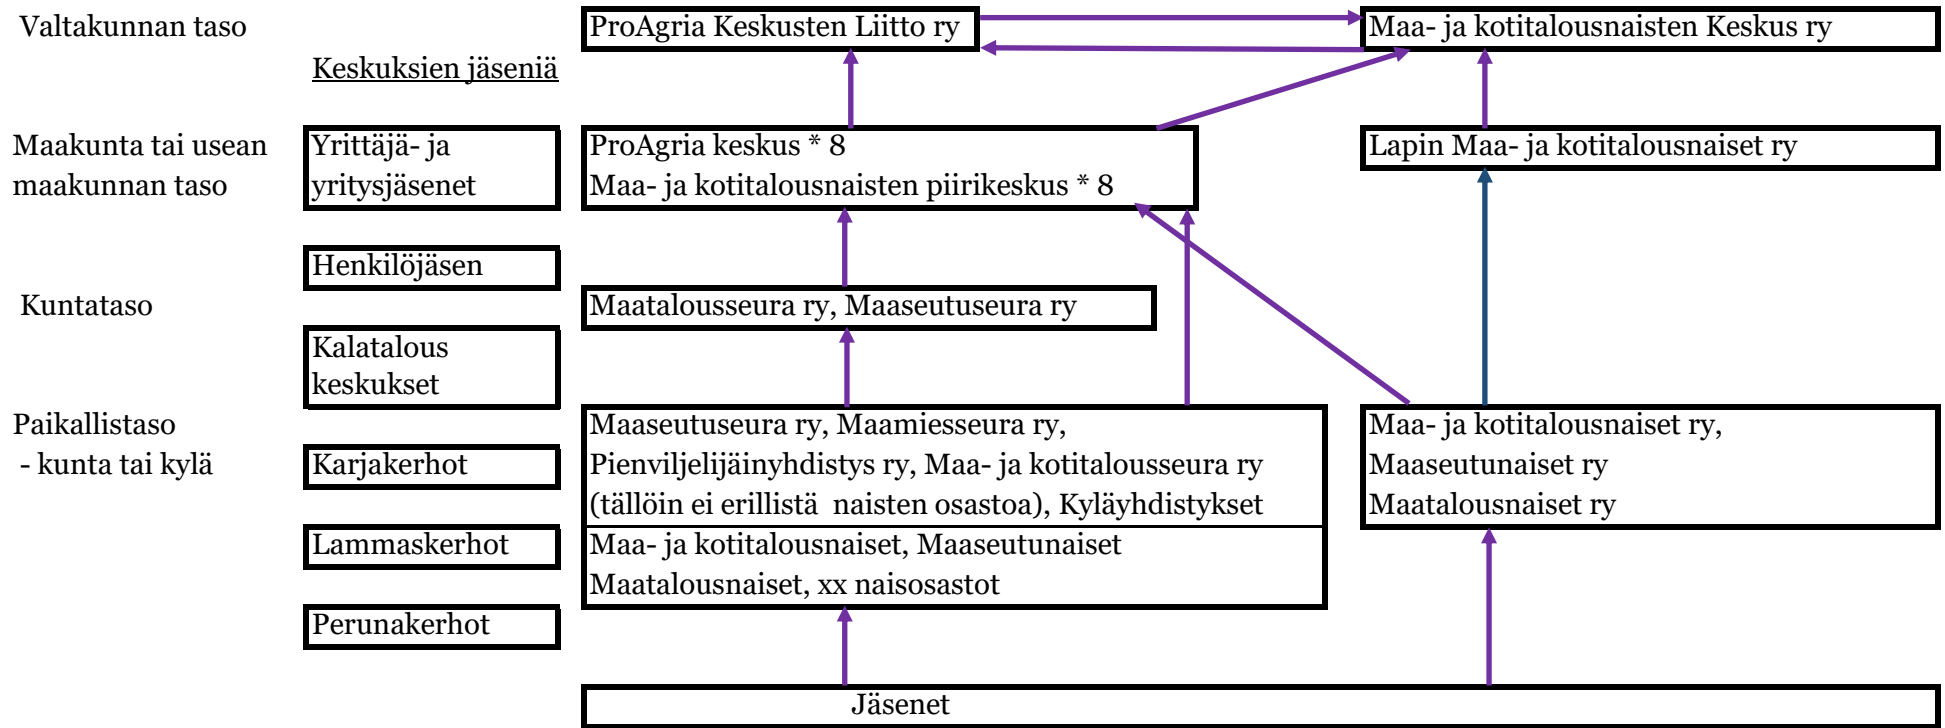 Valtakunnan taso
ProAgria Keskusten Liitto ry
Maa- ja kotitalousnaisten Keskus ry
Keskuksien jäseniä
Maakunta tai usean
maakunnan taso
Yrittäjä- ja
yritysjäsenet
ProAgria keskus * 8
Maa- ja kotitalousnaisten piirikeskus * 8
Lapin Maa- ja kotitalousnaiset ry
Henkilöjäsen
Kuntataso
Maatalousseura ry, Maaseutuseura ry
Kalatalous
keskukset
Paikallistaso
- kunta tai kylä
Karjakerhot
Maaseutuseura ry, Maamiesseura ry,
Pienviljelijäinyhdistys ry, Maa- ja kotitalousseura ry
(tällöin ei erillistä naisten osastoa), Kyläyhdistykset
Maa- ja kotitalousnaiset ry,
Maaseutunaiset ry
Maatalousnaiset ry
Lammaskerhot
Maa- ja kotitalousnaiset, Maaseutunaiset
Maatalousnaiset, xx naisosastot
Perunakerhot
Jäsenet